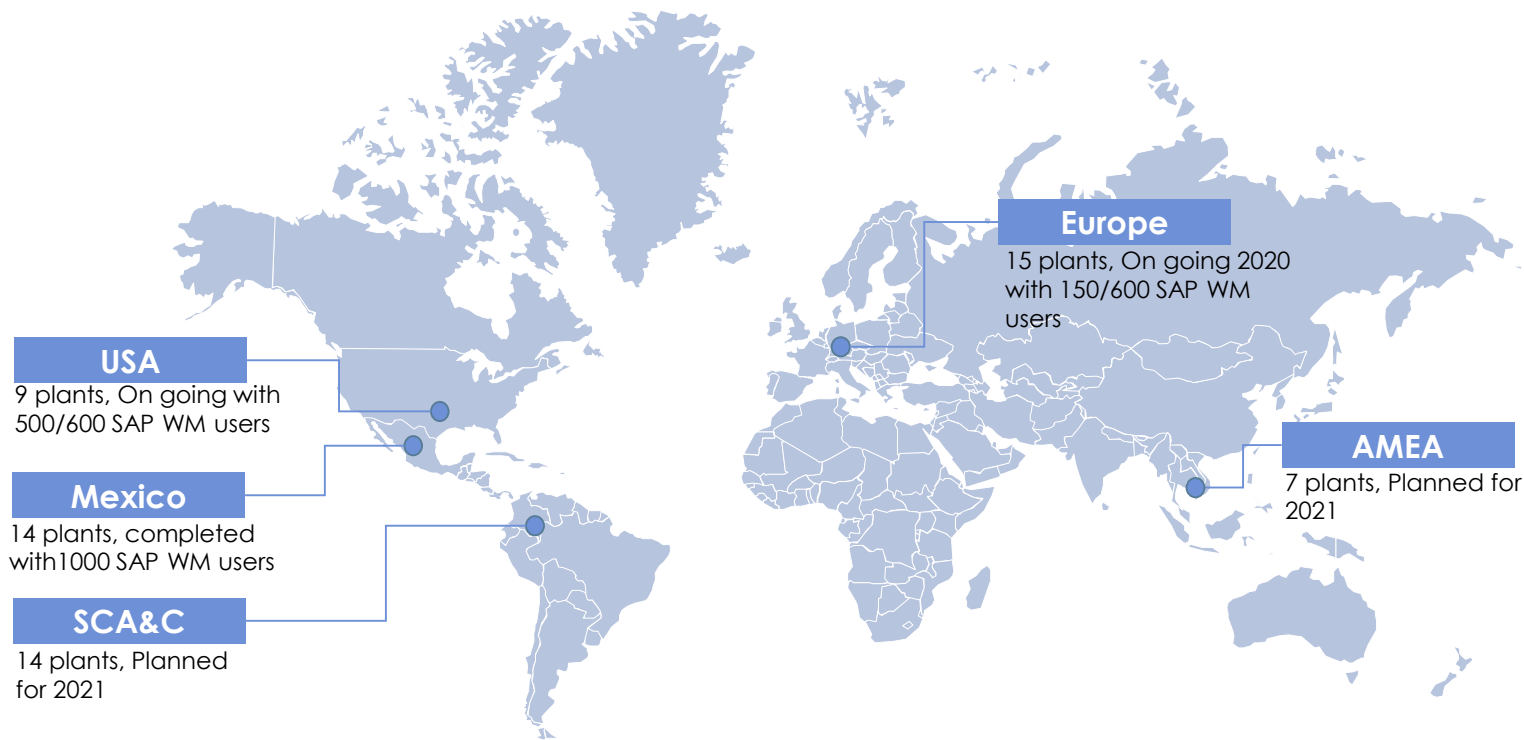 USA
9 plants, On going with
500/600 SAP WM users
Mexico
14 plants, completed
with1000 SAP WM users
SCA&C
14 plants, Planned
for 2021
Europe
15 plants, On going 2020
with 150/600 SAP WM
users
AMEA
7 plants, Planned for
2021